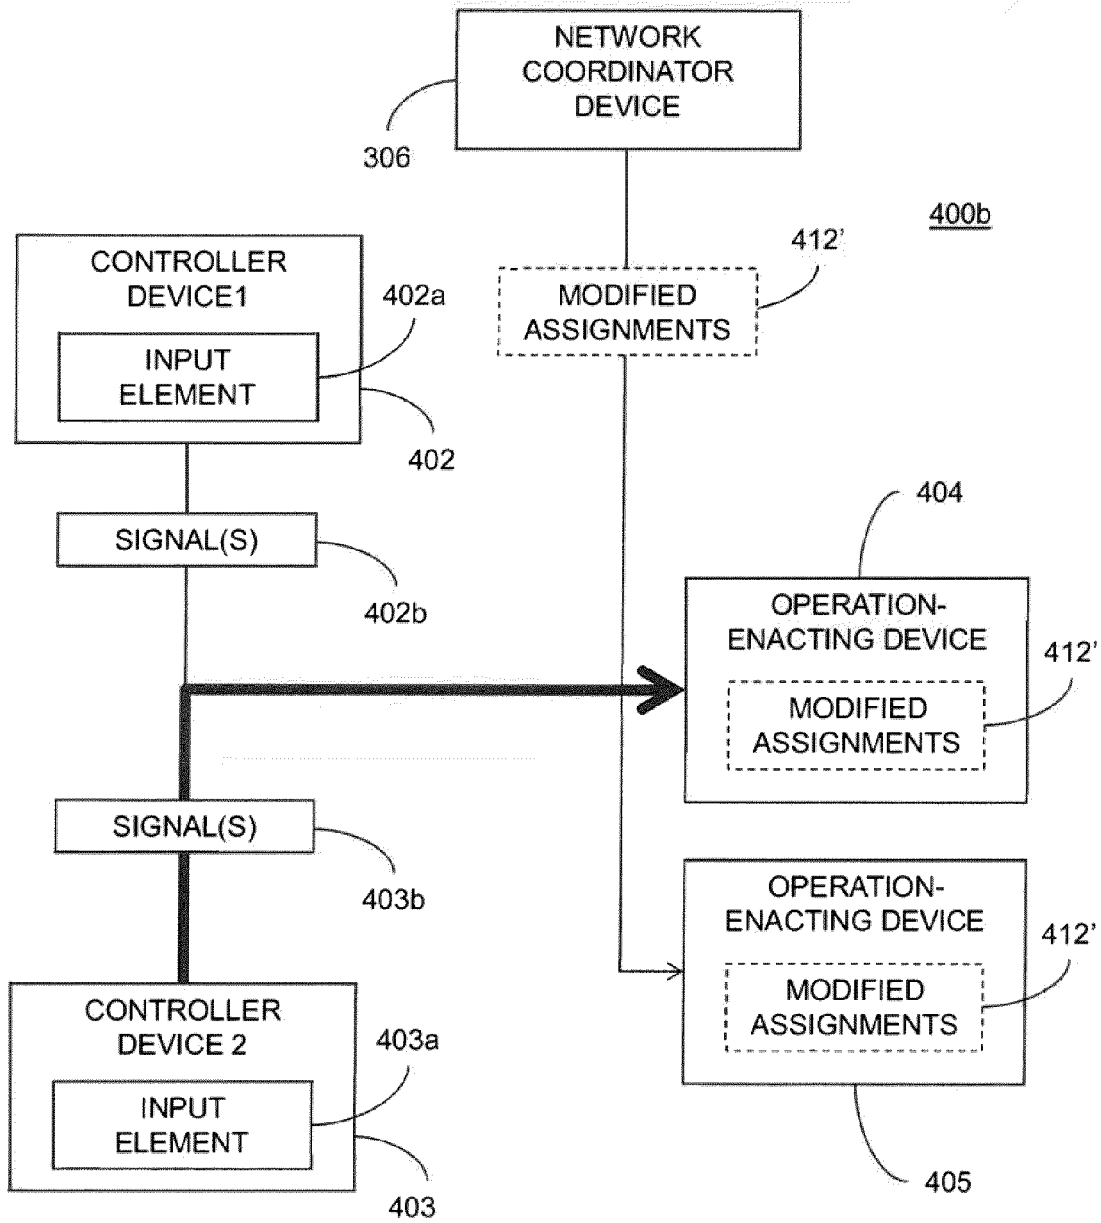 NETWORK
COORDINATOR
DEVICE
306
400b
412'
MODIFIED
ASSIGNMENTS
CONTROLLER
DEVICE1
402a
INPUT
ELEMENT
402
SIGNAL(S)
402b
404
OPERATION-
ENACTING DEVICE
412'
MODIFIED
ASSIGNMENTS
SIGNAL(S)
403b
OPERATION-
ENACTING DEVICE
412'
MODIFIED
ASSIGNMENTS
CONTROLLER
DEVICE 2
403a
INPUT
ELEMENT
403
405